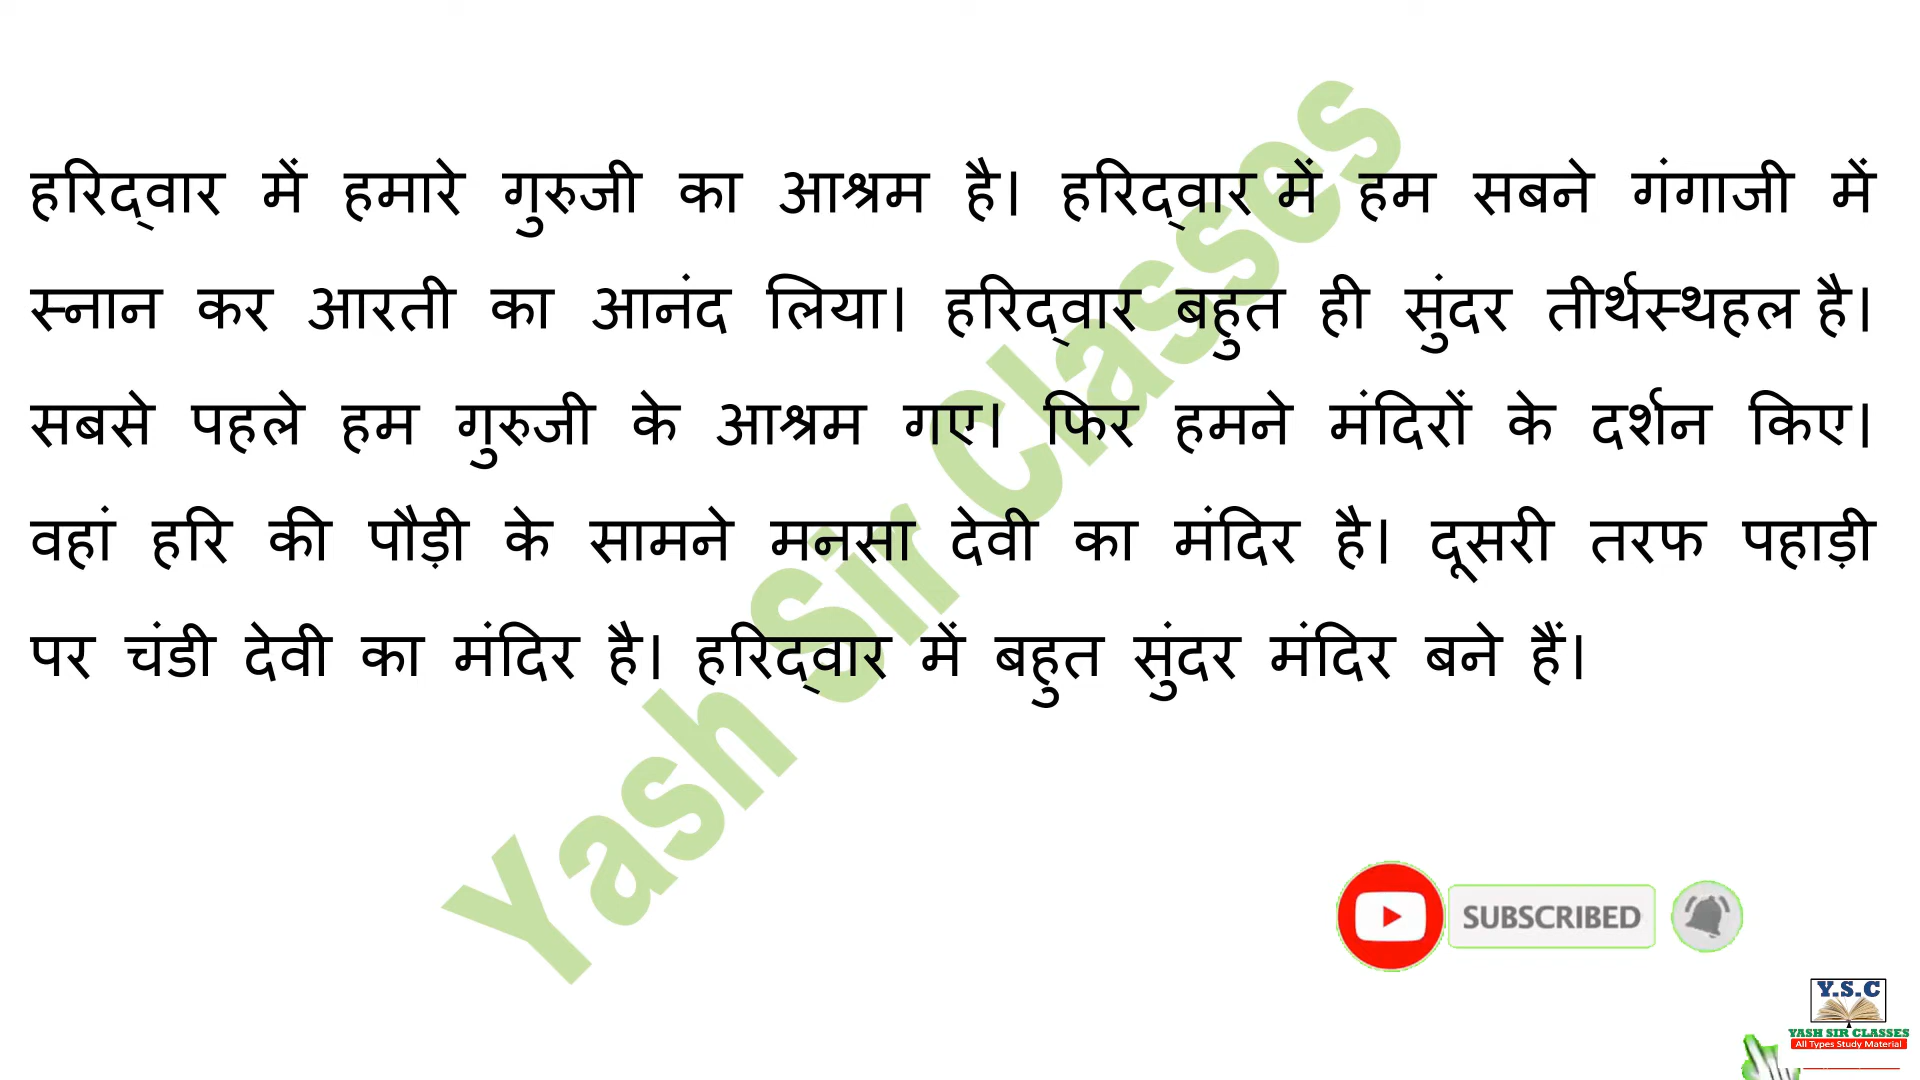 हरिद्‌वार में हमारे गुरुजी का आश्रम है। हरिद्‌वार में हम सबने गंगाजी में
स्नान कर आरती का आनंद लिया। हरिद्‌वार बहुत ही सुंदर तीर्थस्थहल है।
सबसे पहले हम गुरुजी के आश्रम गए। फिर हमने मंदिरों के दर्शन किए।
वहां हरि की पौड़ी के सामने मनसा देवी का मंदिर है। दूसरी तरफ पहाड़ी
पर चंडी देवी का मंदिर है। हरिद्‌वार में बहुत सुंदर मंदिर बने हैं।
Yash Sir Classes
SUBSCRIBED
Y.S.C
YASH SIR CLASSES
All Types Study Material